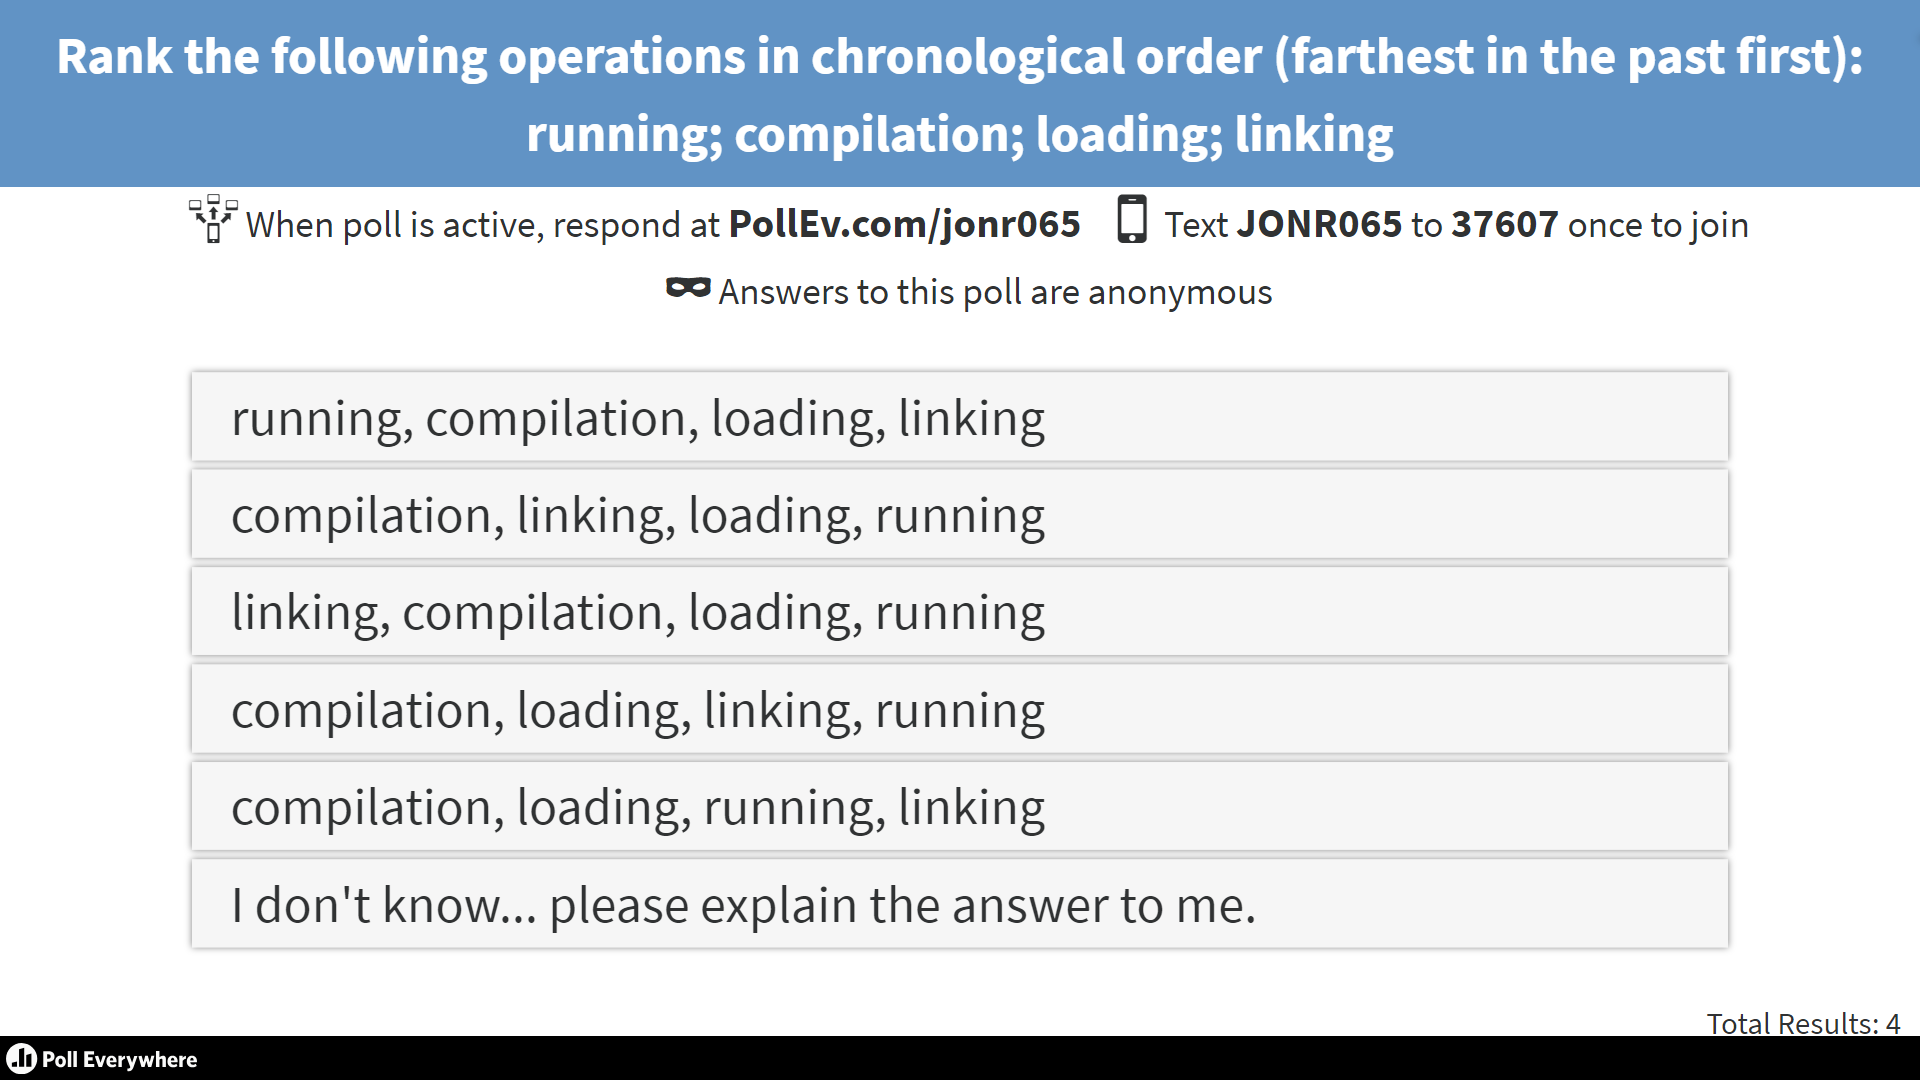 Rank the following operations in chronological order (farthest in the past first):
running; compilation; loading; linking
When poll is active, respond at PollEv.com/jonr065 Text JONR065 to 37607 once to join
Answers to this poll are anonymous
running, compilation, loading, linking
compilation, linking, loading, running
linking, compilation, loading, running
compilation, loading, linking, running
compilation, loading, running, linking
I don't know... please explain the answer to me.
Total Results: 4
Poll Everywhere